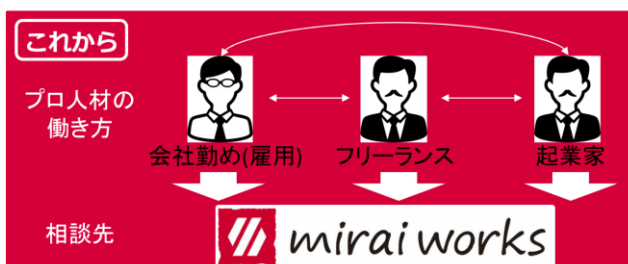 これから
プロ人材の
働き方
会社勤め(雇用)
フリーランス
起業家
相談先
mirai works